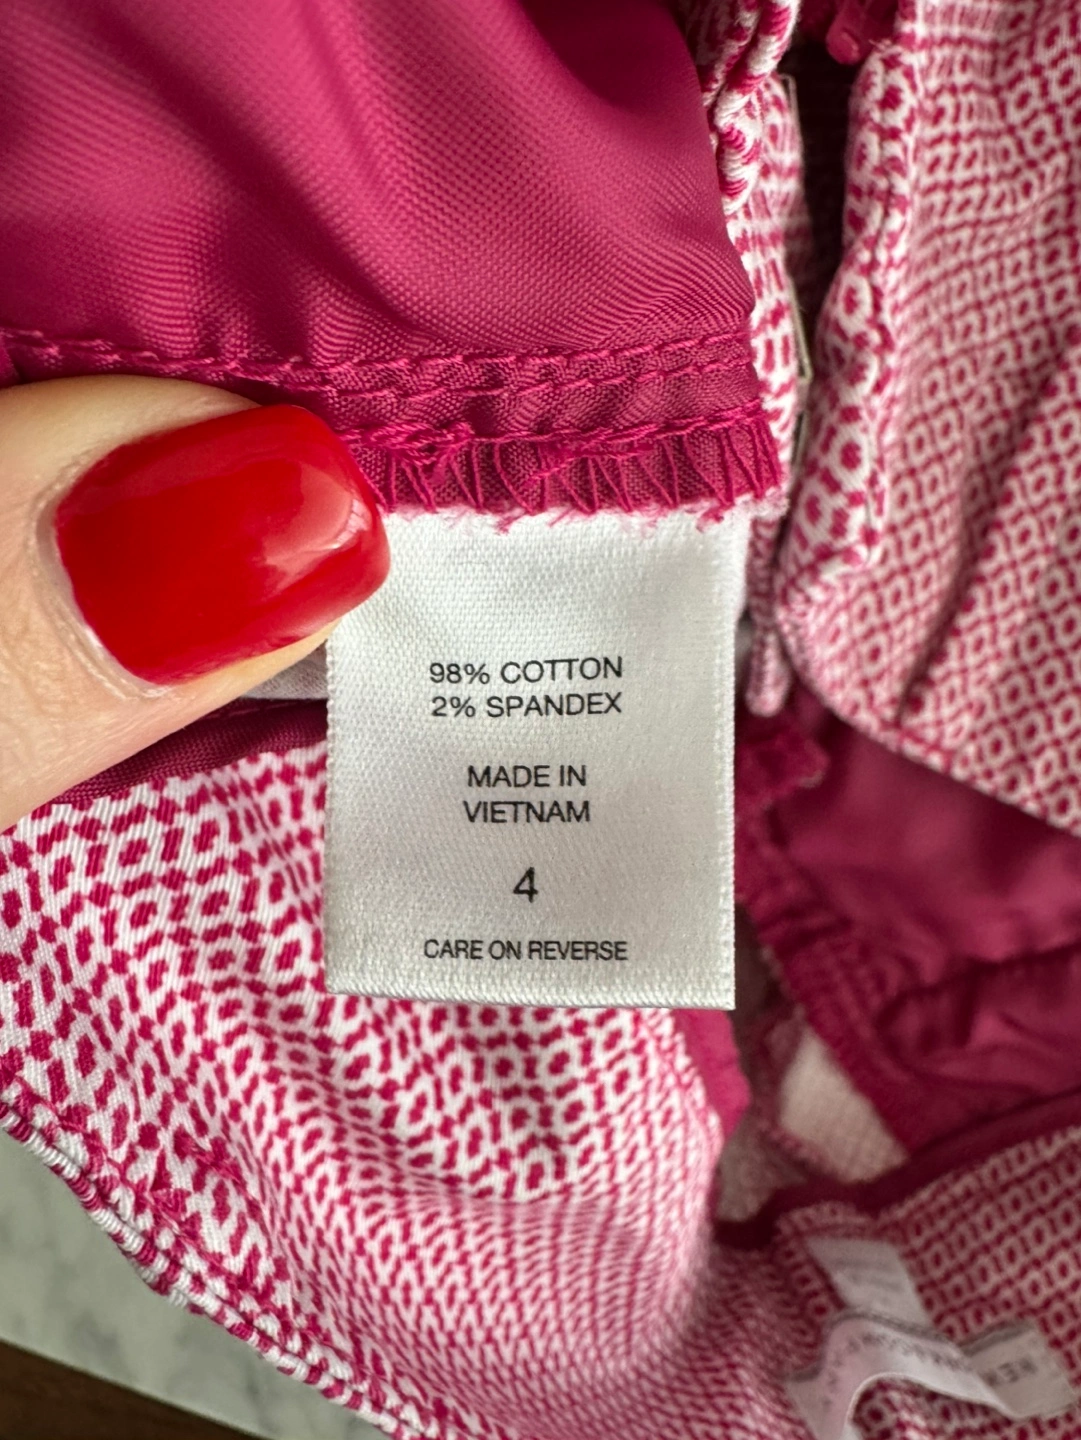 98% COTTON
2% SPANDEX
MADE IN
VIETNAM
4
CARE ON REVERSE